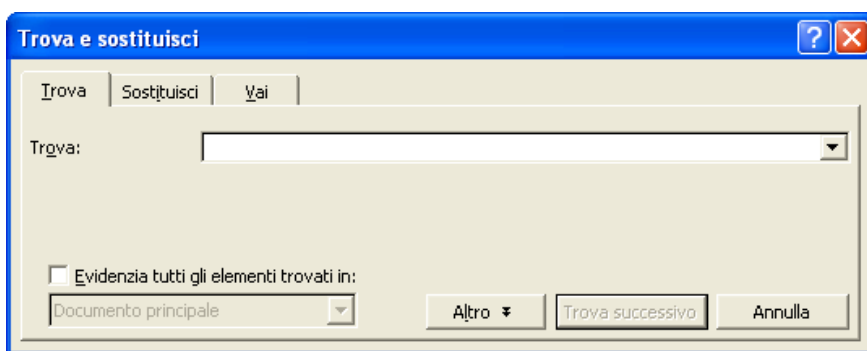 Trova e sostituisci
Trova Sostituisci Vai
Trova:
Evidenzia tutti gli elementi trovati in:
Documento principale Altro Trova successivo Annulla